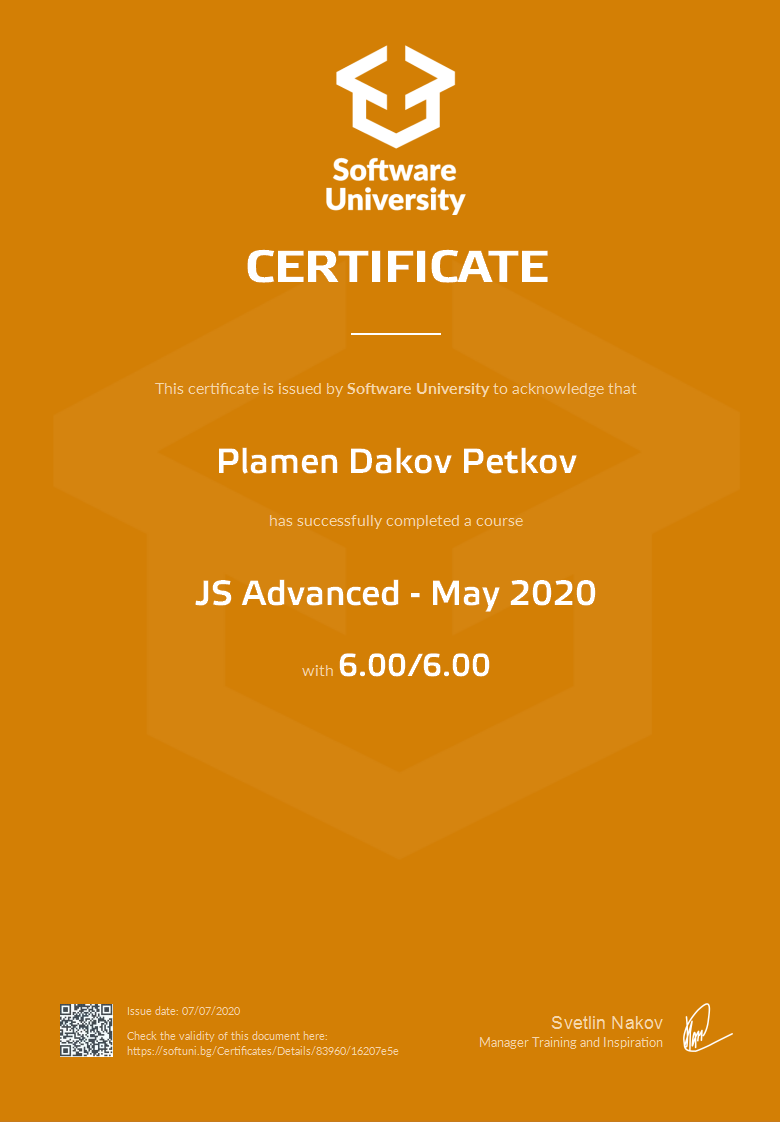 Software
University
CERTIFICATE
This certificate is issued by Software University to acknowledge that
Plamen Dakov Petkov
has successfully completed a course
JS Advanced - May 2020
with 6.00/6.00
Issue date: 07/07/2020
Check the validity of this document here:
https://softuni.bg/Certificates/Details/83960/16207e5e
Svetlin Nakov
Manager Training and Inspiration